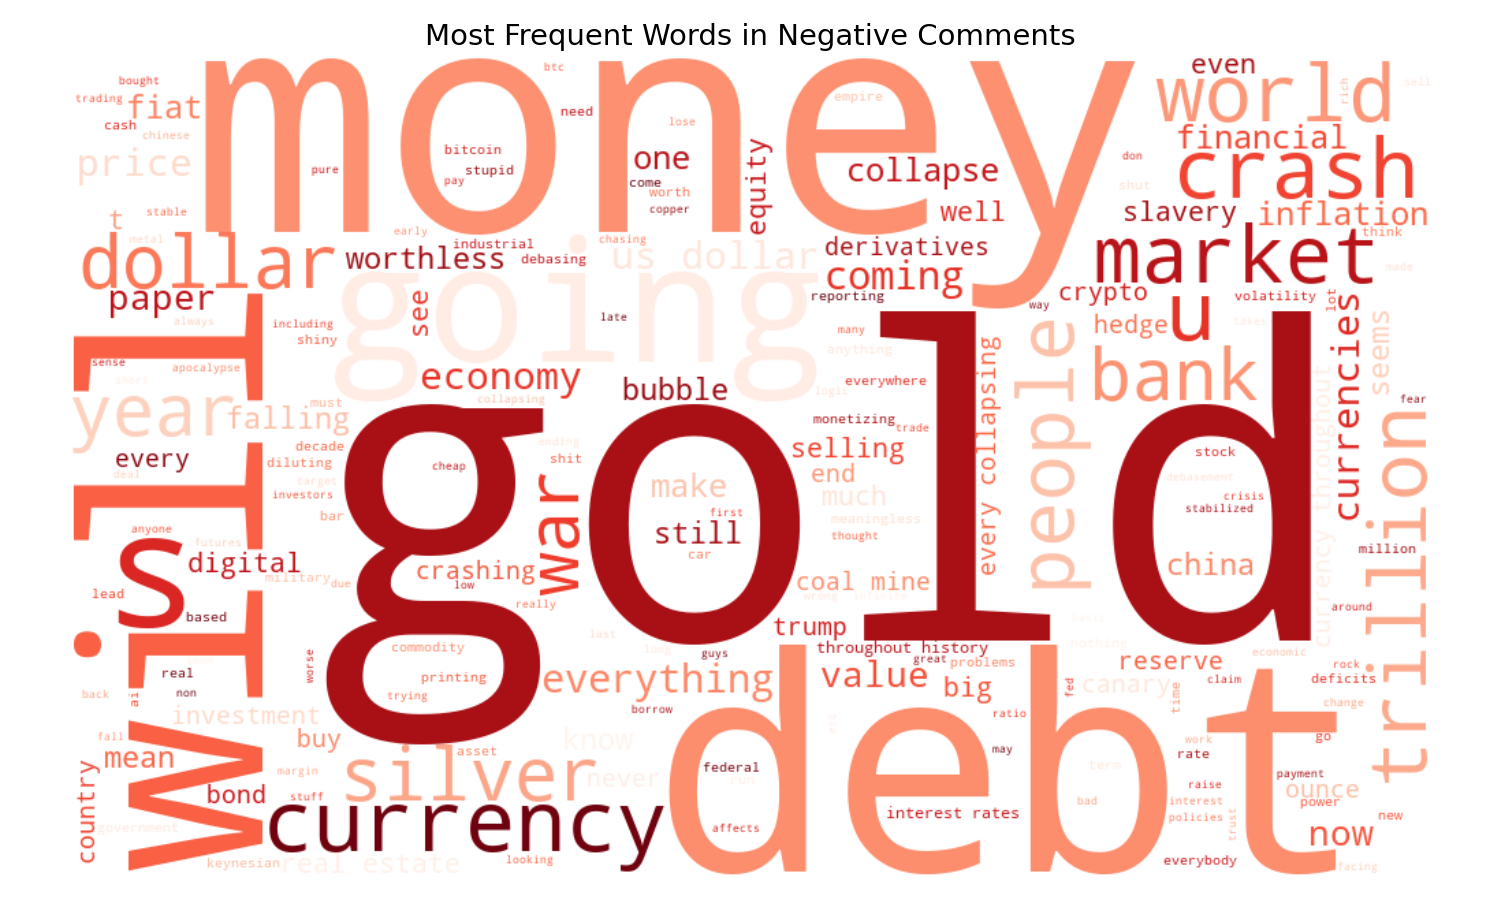 Most Frequent Words in Negative Comments
bought
btc
even
trading
fiat
money
need
empire
world
rich
sell
cash
chinese
lose
financial
price
pure
bitcoin
stupid
pay
one
come
worth
copper
equity
collapse
don
shut
crash
t
stable
early
well
slavery
inflation
metal
industrial
chasing
derivatives
market
think
dollar
worthless
debasing
us dollar
coming
made
paper
going
see
late
reporting
way
crypto
volatility
lot
always
including
shiny
many
hedge
u
takes
seems
sense
apocalypse
anything
people
currencies
short
economy
bubble
everywhere
logic
bank
year
falling
must
collapsing
monetizing
trade
every collapsing
fear
currency throughout
trillion
every
decade
diluting
ending
shit
selling
end
stock
deal
target
cheap
make
much
debasement
investors
gold
crisis
bar
war
first
still
meaningless
stabilized
anyone
futures
thought
s
digital
car
china
million
military
due
crashing
low
coal mine
lead
will
really
wrong
infinite
based
trump
basic
around
last
throughout history
nothing
commodity
long
guys
great
problems
reserve
economic
real
worse
printing
everything
value
big
fed
canary
claim
rock
deficits
back
non
ai
trying
borrow
time
change
investment
ratio
fall
buy
know
etc
may
work
go
mean
asset
silver
never
federal
run
term
rate
margin
raise
payment
ounce
country
bond
stuff
debt
bad
interest
power
new
government
currency
affects
interest rates
policies
trust
now
keynesian
real estate
looking
everybody
facing